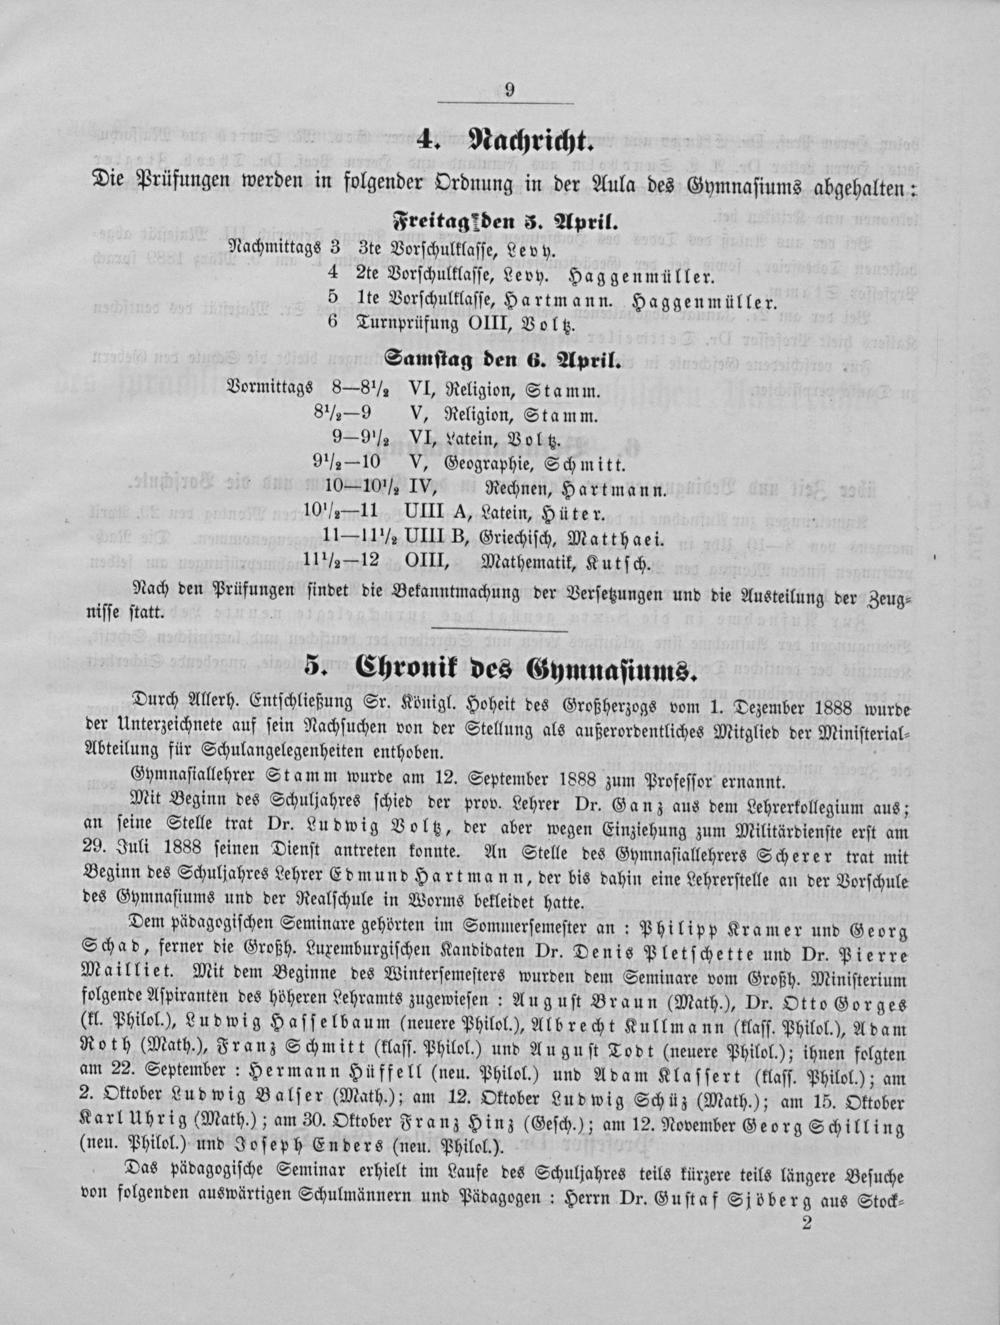 9
4. Nachricht.
Die Prüfungen werden in folgender Ordnung in der Aula des Gymnasiums abgehalten:
Freitag den 5. April.
Nachmittags 3 3te Vorschulklasse, Levy.
4 2te Vorschulklasse, Levy. Haggenmüller.
5 1te Vorschulklasse, Hartmann. Haggenmüller.
6 Turnprüfung OIII, Voltz.
Samstag den 6. April.
Vormittags 8—8½ VI, Religion, Stamm.
8½—9 V, Religion, Stamm.
9—9½ VI, Latein, Voltz.
9½—10 V, Geographie, Schmitt.
10—10½ IV, Rechnen, Hartmann.
10½—11 UIII A, Latein, Hüter.
11—11½ UIII B, Griechisch, Matthaei.
11½—12 OIII, Mathematik, Kutsch.
Nach den Prüfungen findet die Bekanntmachung der Versetzungen und die Austeilung der Zeug-
nisse statt.
5. Chronik des Gymnasiums.
Durch Allerh. Entschließung Sr. Königl. Hoheit des Großherzogs vom 1. Dezember 1888 wurde
der Unterzeichnete auf sein Nachsuchen von der Stellung als außerordentliches Mitglied der Ministerial-
Abteilung für Schulangelegenheiten enthoben.
Gymnasiallehrer Stamm wurde am 12. September 1888 zum Professor ernannt.
Mit Beginn des Schuljahres schied der prov. Lehrer Dr. Ganz aus dem Lehrerkollegium aus;
an seine Stelle trat Dr. Ludwig Voltz, der aber wegen Einziehung zum Militärdienste erst am
29. Juli 1888 seinen Dienst antreten konnte. An Stelle des Gymnasiallehrers Scherer trat mit
Beginn des Schuljahres Lehrer Edmund Hartmann, der bis dahin eine Lehrerstelle an der Vorschule
des Gymnasiums und der Realschule in Worms bekleidet hatte.
Dem pädagogischen Seminare gehörten im Sommersemester an: Philipp Kramer und Georg
Schad, ferner die Großh. Luxemburgischen Kandidaten Dr. Denis Pletschette und Dr. Pierre
Mailliet. Mit dem Beginne des Wintersemesters wurden dem Seminare vom Großh. Ministerium
folgende Aspiranten des höheren Lehramts zugewiesen: August Braun (Math.), Dr. Otto Gorges
(kl. Philol.), Ludwig Hasselbaum (neuere Philol.), Albrecht Kullmann (klass. Philol.), Adam
Roth (Math.), Franz Schmitt (klass. Philol.) und August Todt (neuere Philol.); ihnen folgten
am 22. September: Hermann Hüffell (neu. Philol.) und Adam Klassert (klass. Philol.); am
2. Oktober Ludwig Balser (Math.); am 12. Oktober Ludwig Schüz (Math.); am 15. Oktober
Karl Uhrig (Math.); am 30. Oktober Franz Hinz (Gesch.); am 12. November Georg Schilling
(neu. Philol.) und Joseph Enders (neu. Philol.).
Das pädagogische Seminar erhielt im Laufe des Schuljahres teils kürzere teils längere Besuche
von folgenden auswärtigen Schulmännern und Pädagogen: Herrn Dr. Gustaf Sjöberg aus Stock-
2